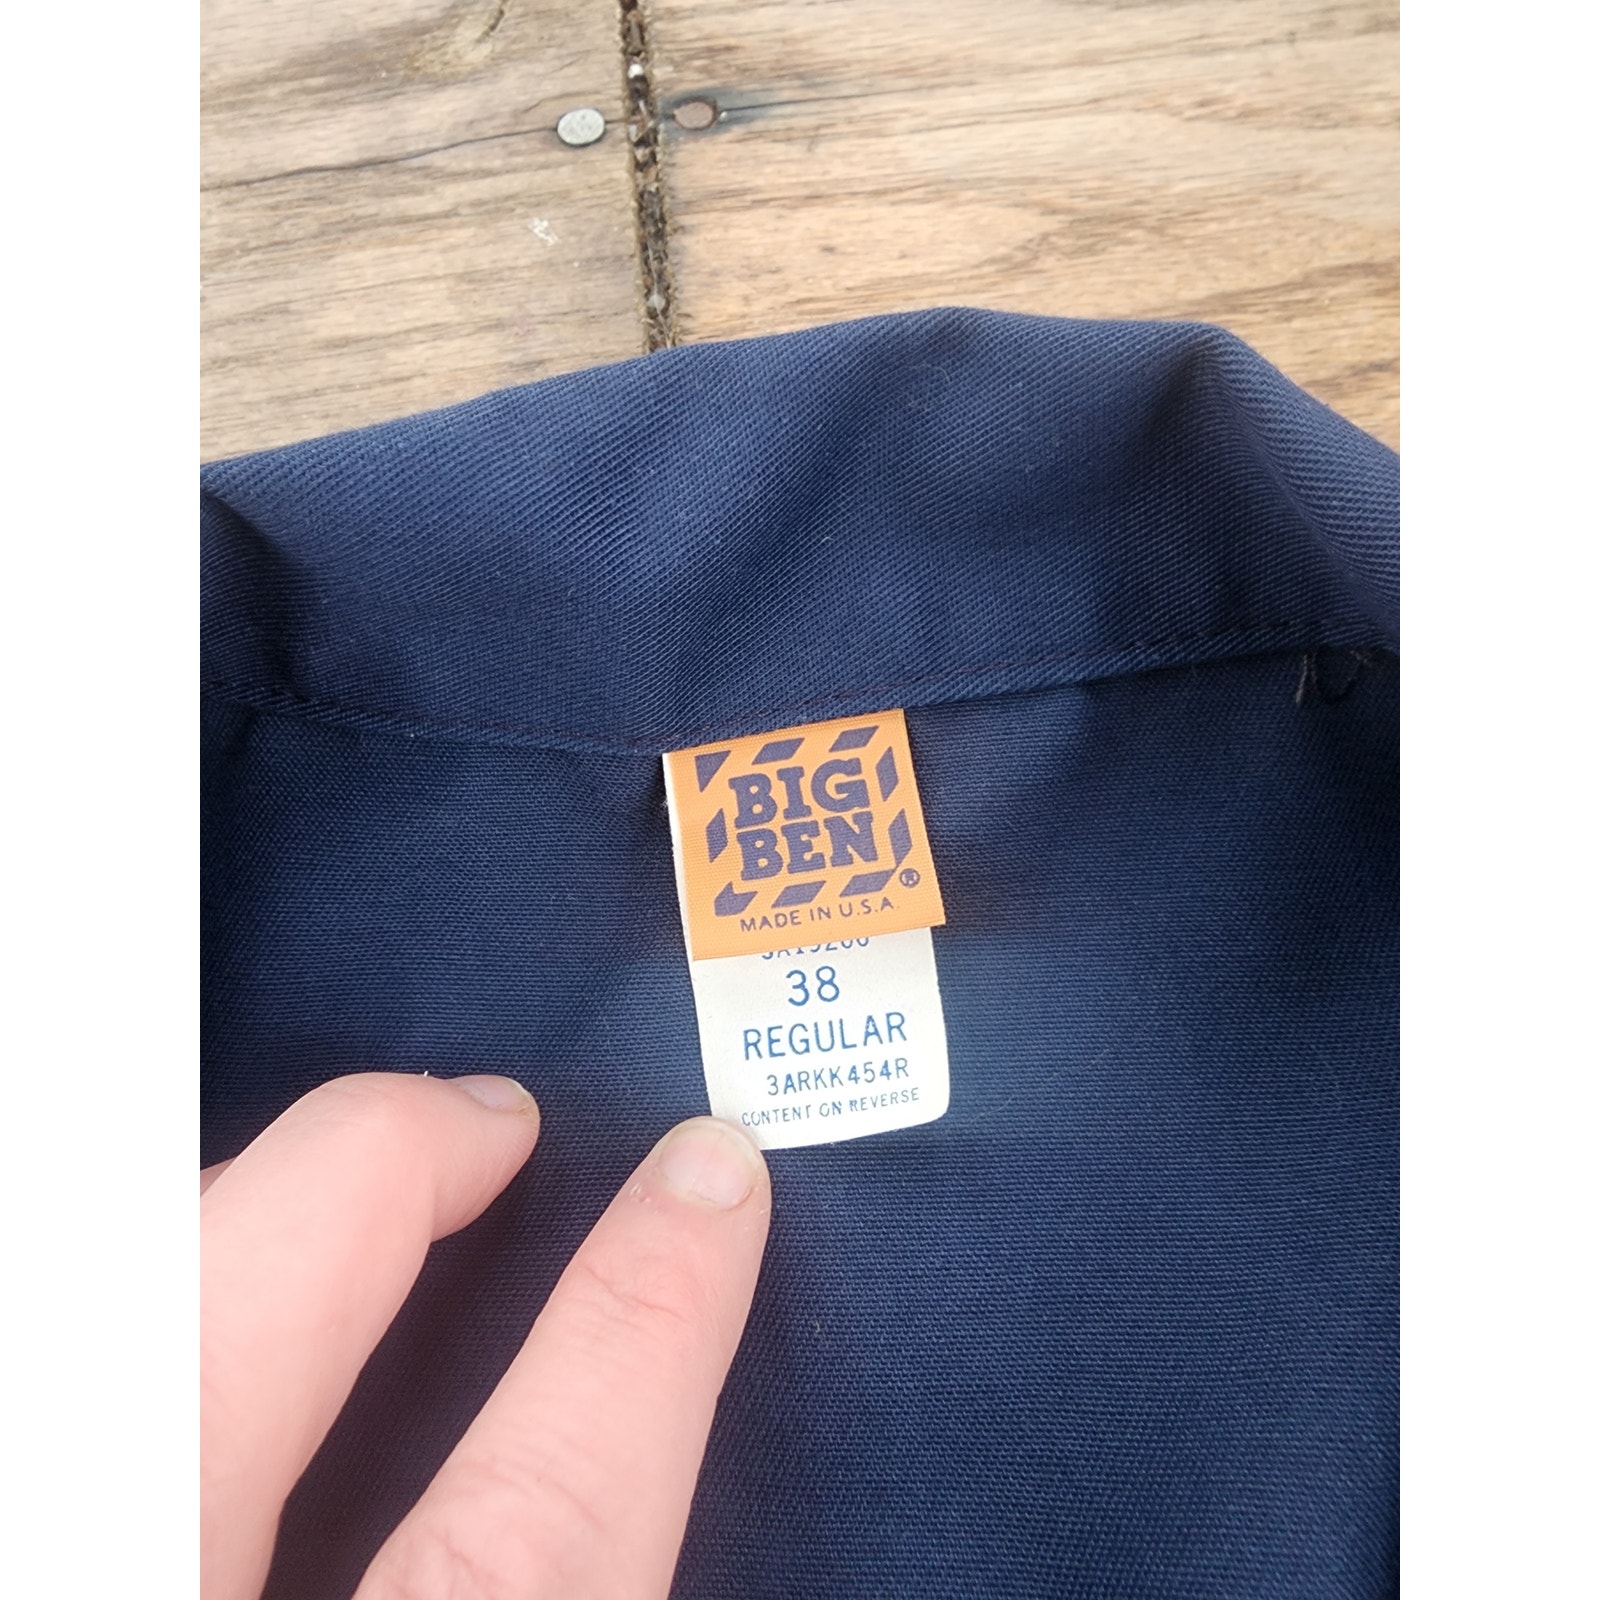 BIG
BEN
®
MADE IN U.S.A.
38
REGULAR
3ARKK454R
CONTENT ON REVERSE